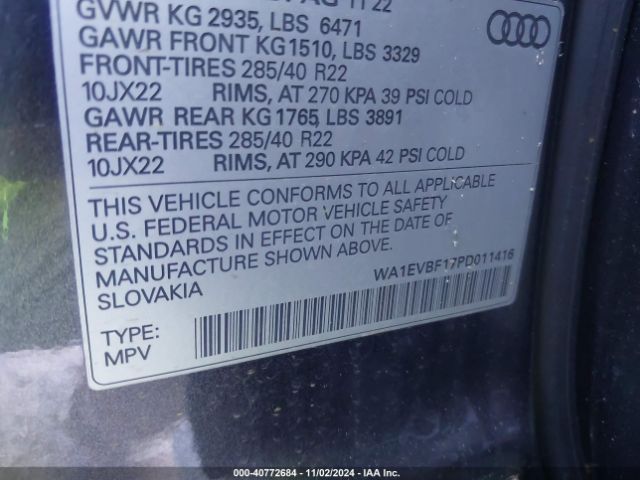 AG 11 22
GVWR KG 2935, LBS 6471
GAWR FRONT KG1510, LBS 3329
FRONT-TIRES 285/40 R22
10JX22 RIMS, AT 270 KPA 39 PSI COLD
GAWR REAR KG 1765, LBS 3891
REAR-TIRES 285/40 R22
10JX22 RIMS, AT 290 KPA 42 PSI COLD
THIS VEHICLE CONFORMS TO ALL APPLICABLE
U.S. FEDERAL MOTOR VEHICLE SAFETY
STANDARDS IN EFFECT ON THE DATE OF
MANUFACTURE SHOWN ABOVE.
SLOVAKIA
WA1EVBF17PD011416
TYPE:
MPV
000-40772684 - 11/02/2024 - IAA Inc.